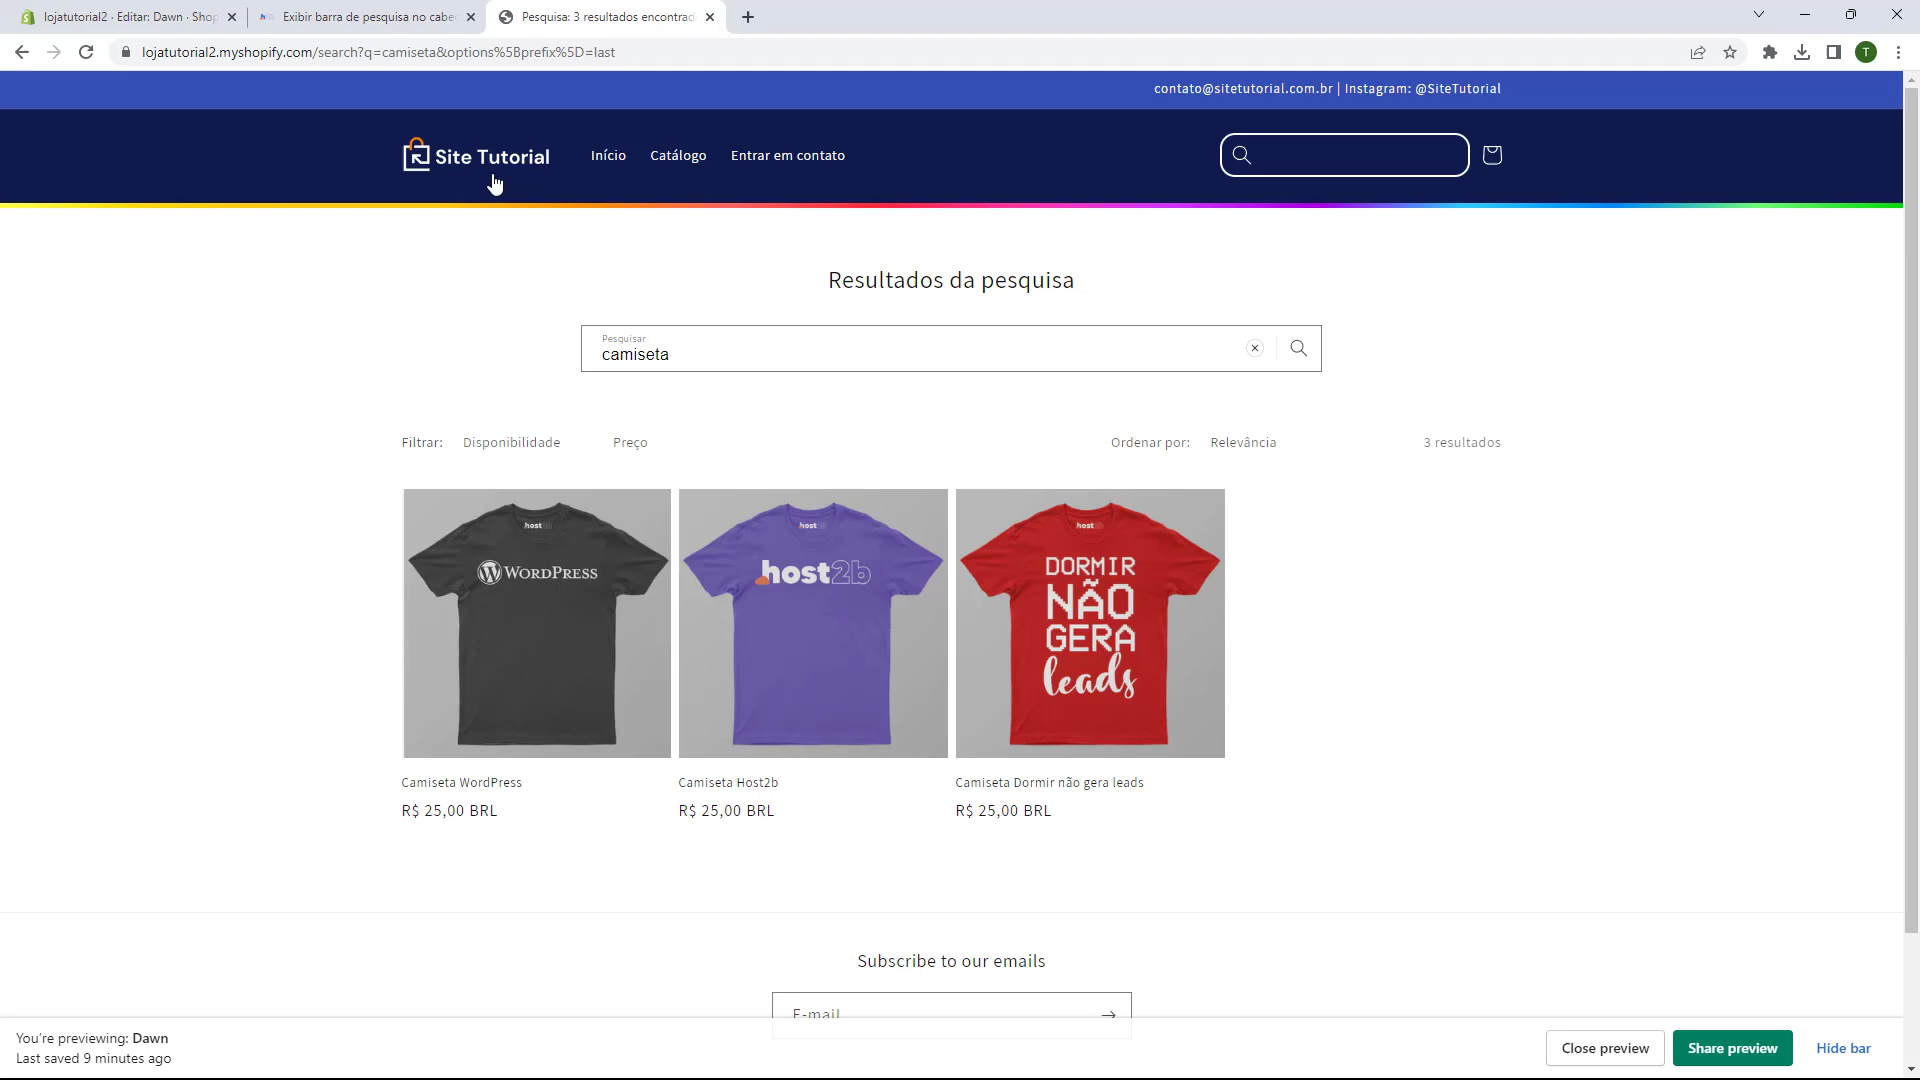 lojatutorial2 · Editar: Dawn · Shop
Exibir barra de pesquisa no cabe
Pesquisa: 3 resultados encontrad
lojatutorial2.myshopify.com/search?q=camiseta&options%5Bprefix%5D=last
T
contato@sitetutorial.com.br | Instagram: @SiteTutorial
Site Tutorial
Início
Catálogo
Entrar em contato
Resultados da pesquisa
Pesquisar
camiseta
Filtrar:
Disponibilidade
Preço
Ordenar por:
Relevância
3 resultados
host
host
host
WORDPRESS
host2b
DORMIR
NÃO
GERA
leads
Camiseta WordPress
Camiseta Host2b
Camiseta Dormir não gera leads
R$ 25,00 BRL
R$ 25,00 BRL
R$ 25,00 BRL
Subscribe to our emails
E-mail
You're previewing: Dawn
Last saved 9 minutes ago
Close preview
Share preview
Hide bar